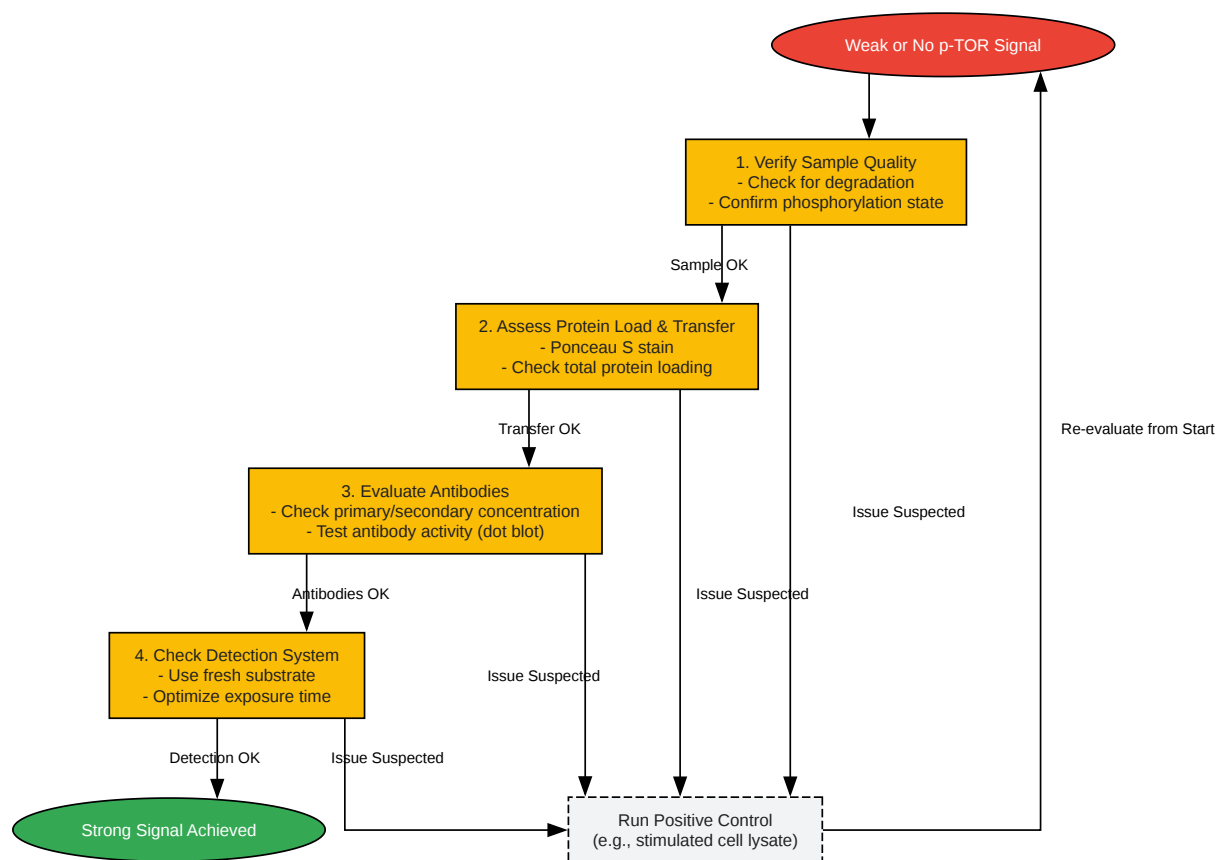 Weak or No p-TOR Signal
1. Verify Sample Quality
- Check for degradation
- Confirm phosphorylation state
Sample OK
2. Assess Protein Load & Transfer
- Ponceau S stain
- Check total protein loading
Transfer OK
Re-evaluate from Start
3. Evaluate Antibodies
- Check primary/secondary concentration
- Test antibody activity (dot blot)
Issue Suspected
Antibodies OK
Issue Suspected
4. Check Detection System
- Use fresh substrate
- Optimize exposure time
Issue Suspected
Detection OK
Issue Suspected
Strong Signal Achieved
Run Positive Control
(e.g., stimulated cell lysate)